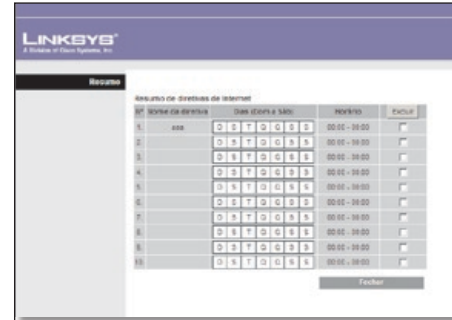 LINKSYS®
A Division of Cisco Systems, Inc.
Resumo
Resumo de diretivas de Internet
Nº Nome da diretiva Dias (Dom a Sáb) Horário Excluir
1. D S T Q Q S S 00:00 - 00:00
2. D S T Q Q S S 00:00 - 00:00
3. D S T Q Q S S 00:00 - 00:00
4. D S T Q Q S S 00:00 - 00:00
5. D S T Q Q S S 00:00 - 00:00
6. D S T Q Q S S 00:00 - 00:00
7. D S T Q Q S S 00:00 - 00:00
8. D S T Q Q S S 00:00 - 00:00
9. D S T Q Q S S 00:00 - 00:00
10. D S T Q Q S S 00:00 - 00:00
Fechar